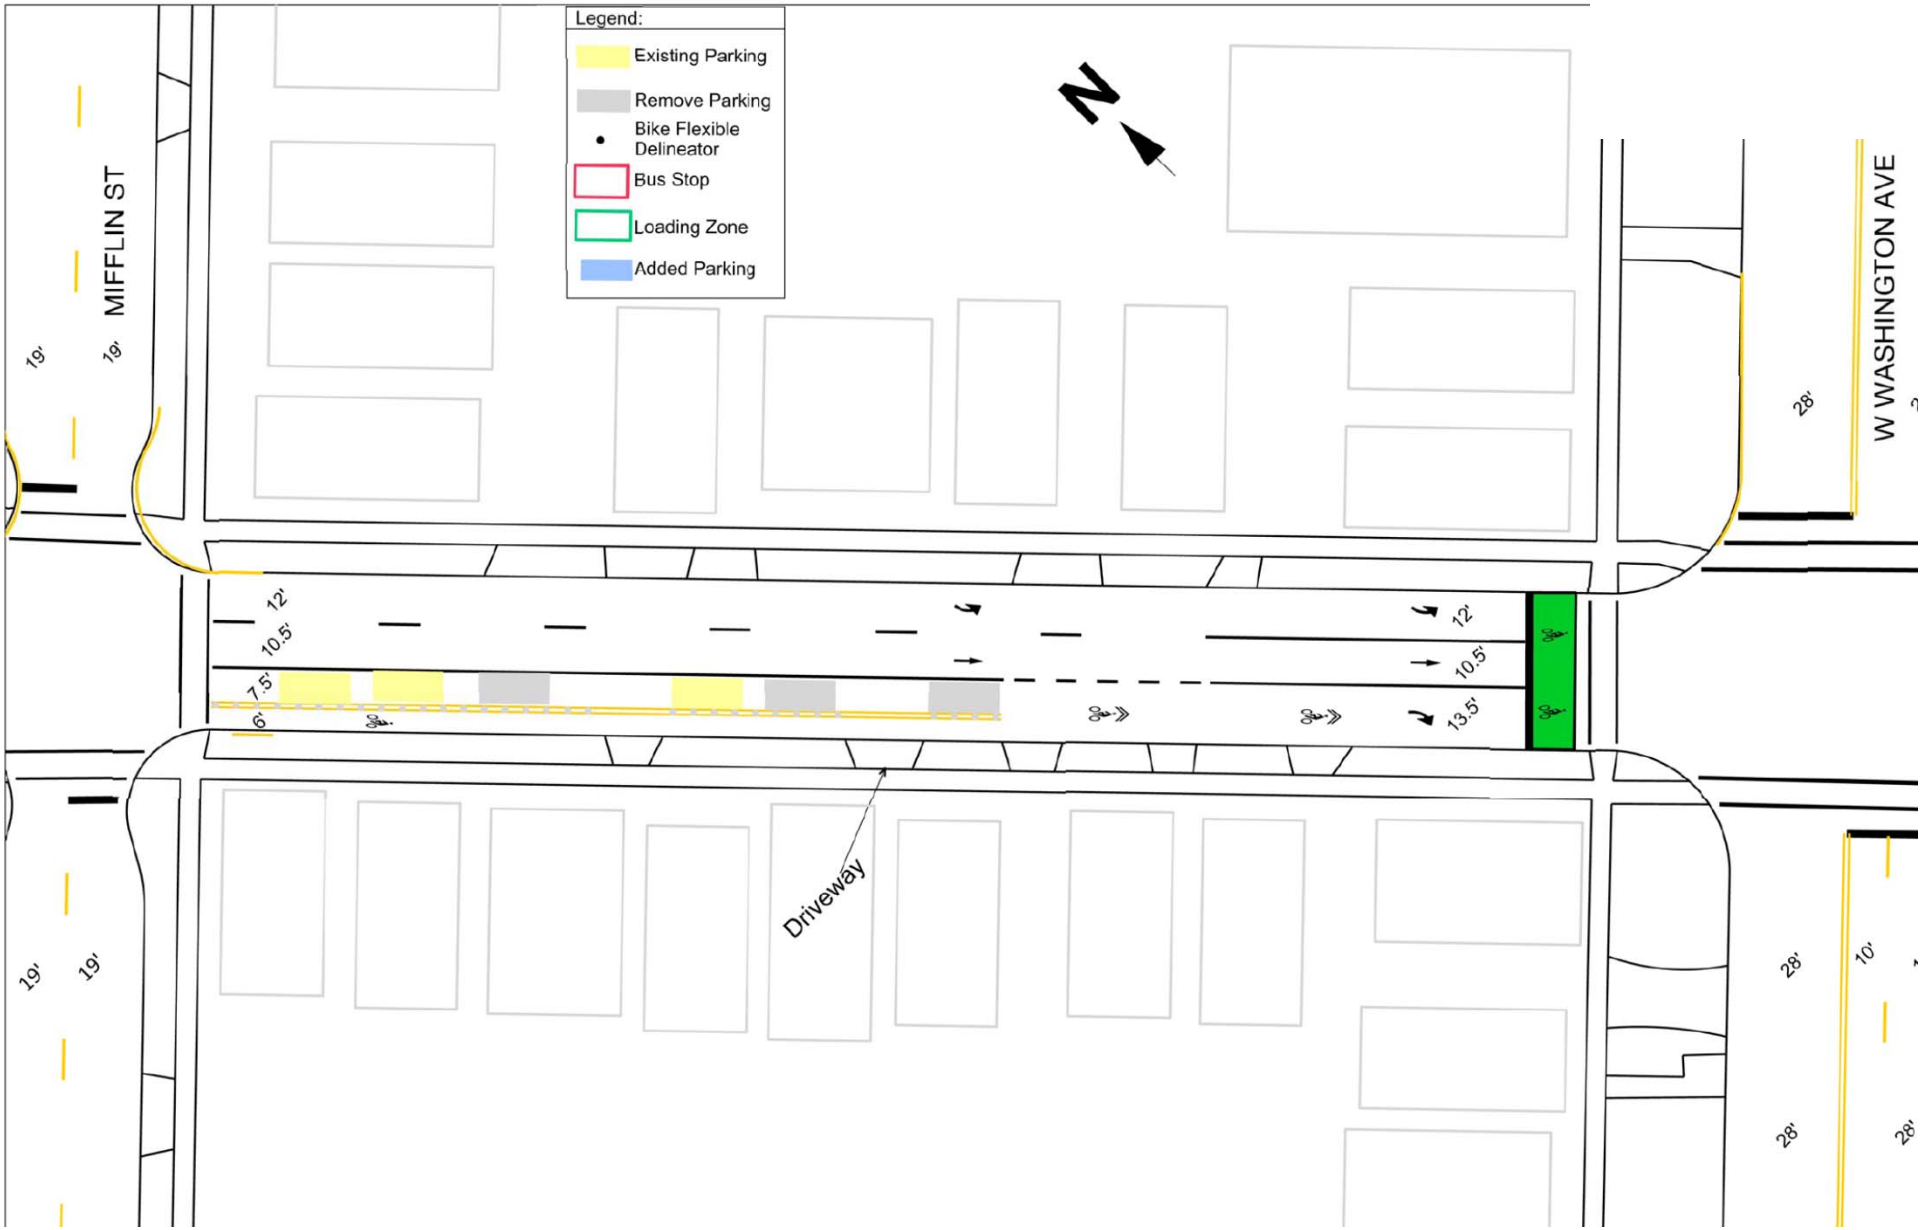 Legend:
Existing Parking
Remove Parking
Bike Flexible
Delineator
Bus Stop
Loading Zone
Added Parking
N
MIFFLIN ST
W WASHINGTON AVE
19'
19'
28'
12'
10.5'
7.5'
6'
12'
10.5'
13.5'
Driveway
19'
19'
28'
10'
28'
28'